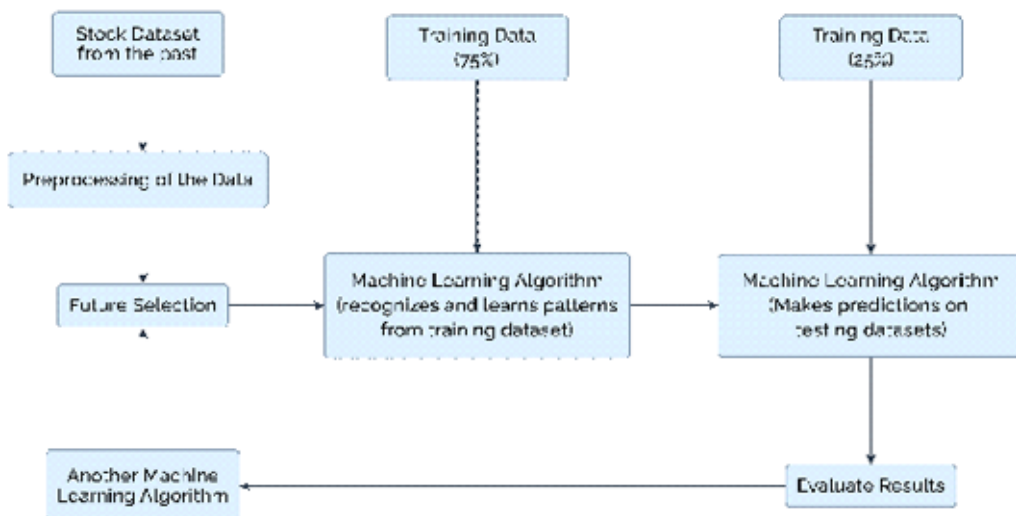 Stock Dataset
from the past
Training Data
(75%)
Training Data
(25%)
Preprocessing of the Data
Future Selection
Machine Learning Algorithm
(recognizes and learns patterns
from training dataset)
Machine Learning Algorithm
(Makes predictions on
testing datasets)
Another Machine
Learning Algorithm
Evaluate Results